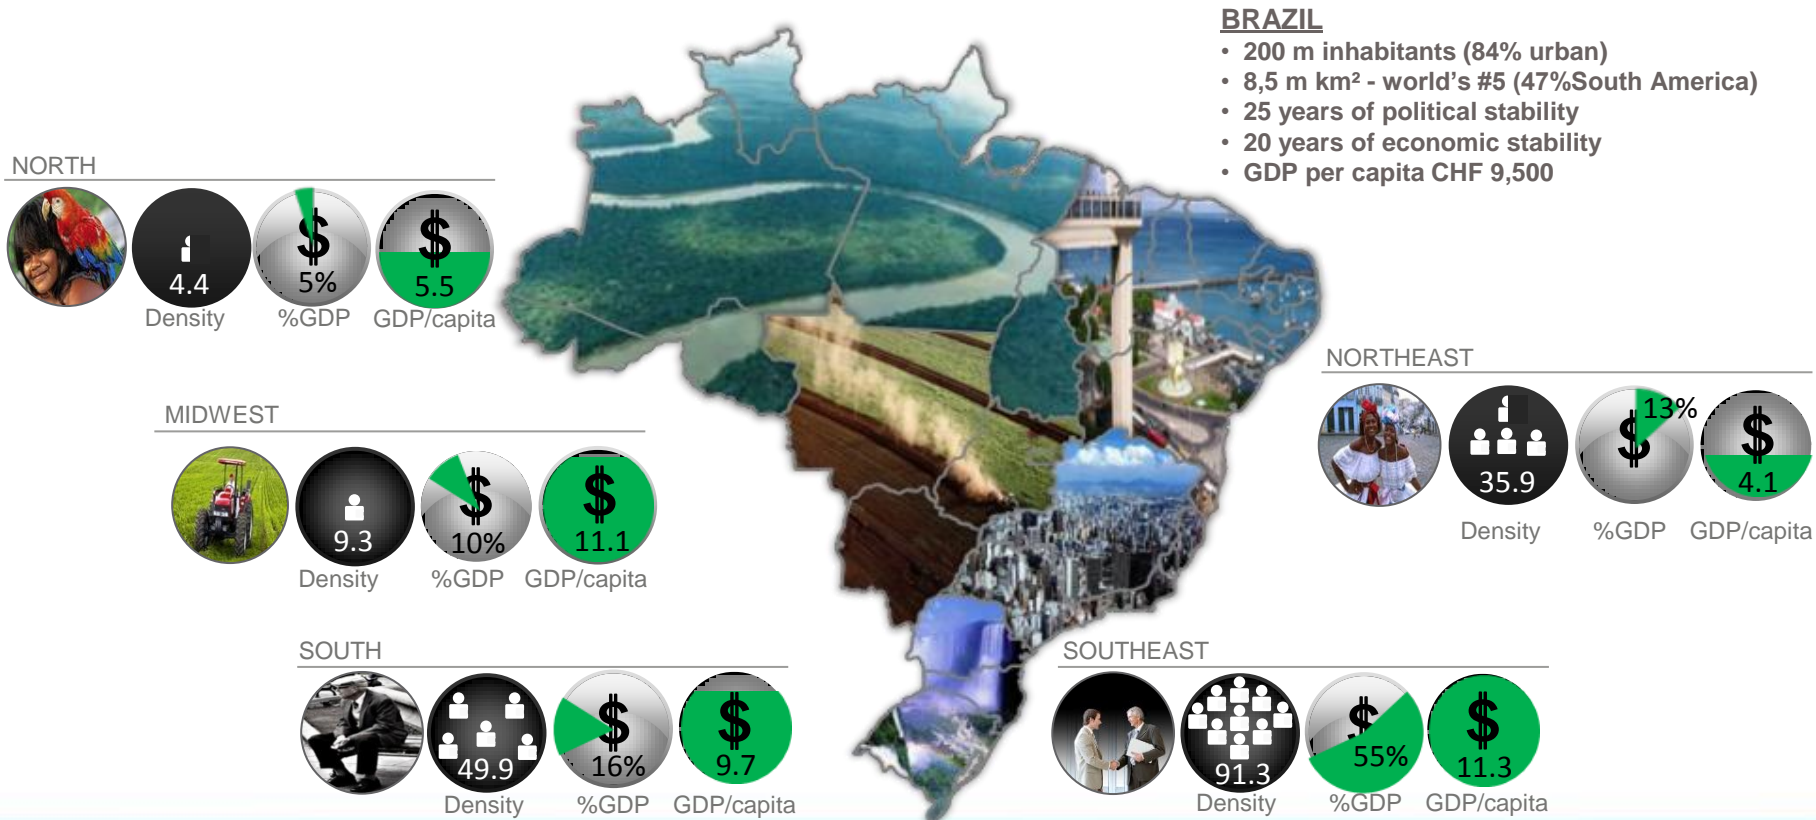 BRAZIL
• 200 m inhabitants (84% urban)
• 8,5 m km² - world's #5 (47%South America)
• 25 years of political stability
• 20 years of economic stability
• GDP per capita CHF 9,500
NORTH
4.4
$
5%
$
5.5
Density %GDP GDP/capita
NORTHEAST
35.9
$
13%
$
4.1
Density %GDP GDP/capita
MIDWEST
9.3
$
10%
$
11.1
Density %GDP GDP/capita
SOUTH
49.9
$
16%
$
9.7
Density %GDP GDP/capita
SOUTHEAST
91.3
$
55%
$
11.3
Density %GDP GDP/capita